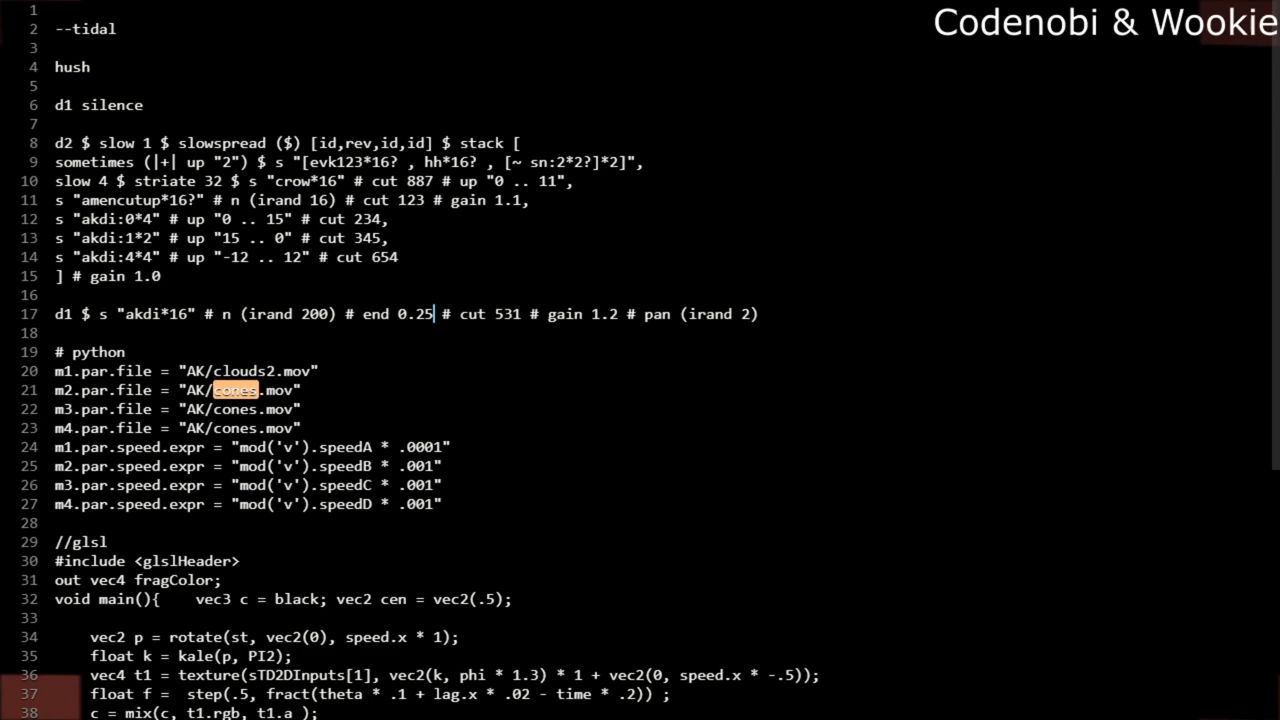 Codenobi & Wookie
1
2 --tidal
3
4 hush
5
6 d1 silence
7
8 d2 $ slow 1 $ slowspread ($) [id,rev,id,id] $ stack [
9 sometimes (|+| up "2") $ s "[evk123*16? , hh*16? , [~ sn:2*2?]*2]",
10 slow 4 $ striate 32 $ s "crow*16" # cut 887 # up "0 .. 11",
11 s "amencutup*16?" # n (irand 16) # cut 123 # gain 1.1,
12 s "akdi:0*4" # up "0 .. 15" # cut 234,
13 s "akdi:1*2" # up "15 .. 0" # cut 345,
14 s "akdi:4*4" # up "-12 .. 12" # cut 654
15 ] # gain 1.0
16
17 d1 $ s "akdi*16" # n (irand 200) # end 0.25 # cut 531 # gain 1.2 # pan (irand 2)
18
19 # python
20 m1.par.file = "AK/clouds2.mov"
21 m2.par.file = "AK/cones.mov"
22 m3.par.file = "AK/cones.mov"
23 m4.par.file = "AK/cones.mov"
24 m1.par.speed.expr = "mod('v').speedA * .0001"
25 m2.par.speed.expr = "mod('v').speedB * .001"
26 m3.par.speed.expr = "mod('v').speedC * .001"
27 m4.par.speed.expr = "mod('v').speedD * .001"
28
29 //glsl
30 #include <glslHeader>
31 out vec4 fragColor;
32 void main(){    vec3 c = black; vec2 cen = vec2(.5);
33
34     vec2 p = rotate(st, vec2(0), speed.x * 1);
35     float k = kale(p, PI2);
36     vec4 t1 = texture(sTD2DInputs[1], vec2(k, phi * 1.3) * 1 + vec2(0, speed.x * -.5));
37     float f =  step(.5, fract(theta * .1 + lag.x * .02 - time * .2)) ;
38     c = mix(c, t1.rgb, t1.a );